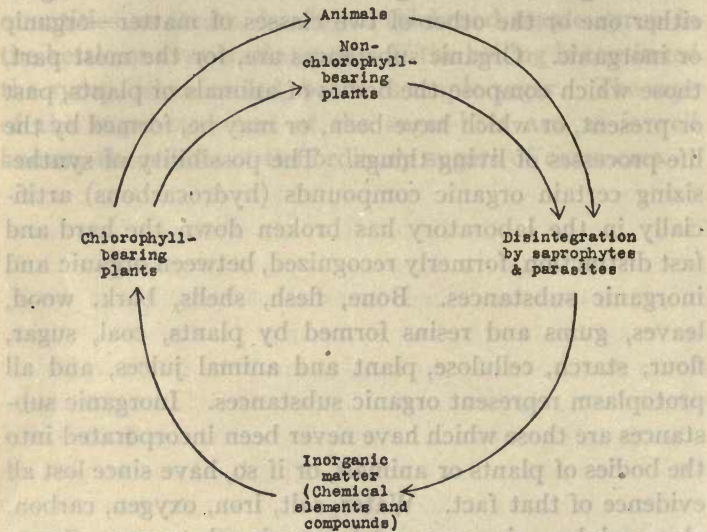 Animals
Non-
chlorophyll-
bearing
plants
Chlorophyll-
bearing
plants
Disintegration
by saprophytes
& parasites
Inorganic
matter
(Chemical
elements and
compounds)
either one or the other of two classes of matter—organic
or inorganic. Organic are, for the most part,
those which compose the animals of plants, past
or present, or which have been, or may be, formed by the
life-processes of living things. The possibility of synthe-
sizing certain organic compounds (hydrocarbons) artifi-
cially in the laboratory has broken down the hard and
fast formerly recognized, between organic and
inorganic substances. Bone, flesh, shells, bark, wood,
leaves, gums and resins formed by plants, coal, sugar,
flour, starch, cellulose, plant and animal juices, and all
protoplasm represent organic substances. Inorganic sub-
stances are those which have never been incorporated into
the bodies of plants or animals, or if so, have since lost all
evidence of that fact. iron, oxygen, carbon